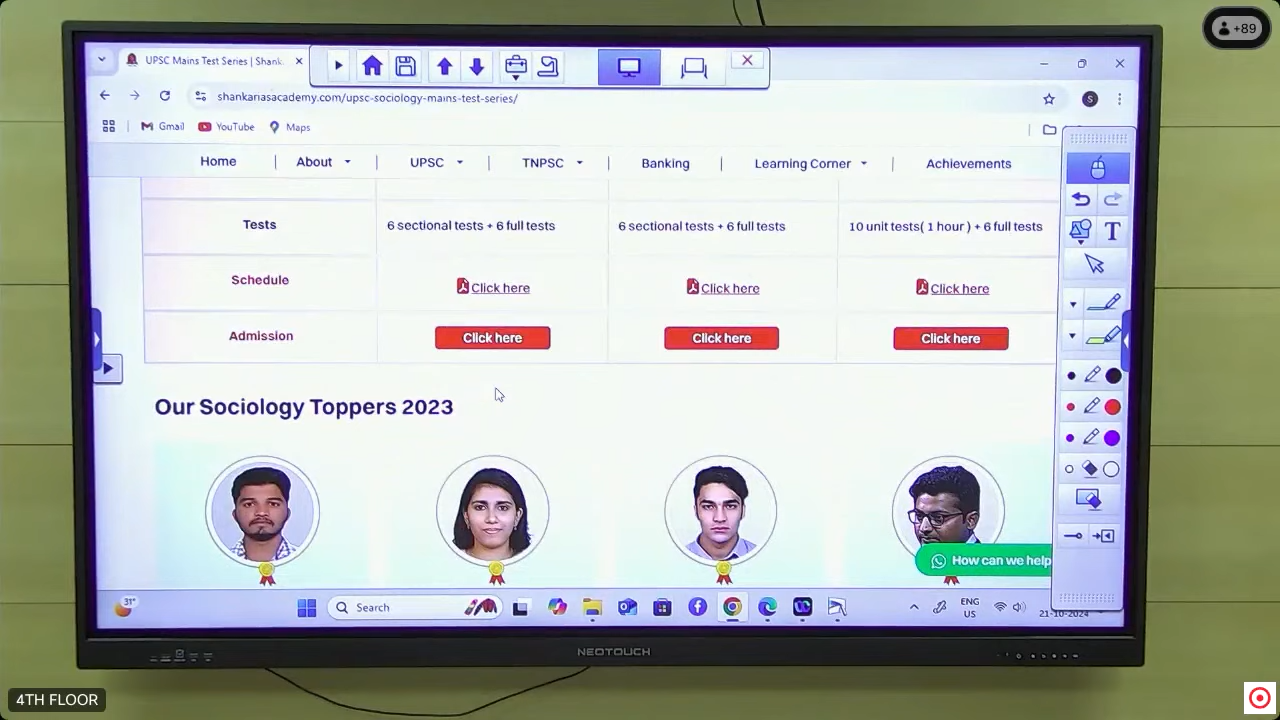 +89
UPSC Mains Test Series | Shank
shankariasacademy.com/upsc-sociology-mains-test-series/
S
Gmail
YouTube
Maps
Home
About
UPSC
TNPSC
Banking
Learning Corner
Achievements
Tests
6 sectional tests + 6 full tests
6 sectional tests + 6 full tests
10 unit tests( 1 hour ) + 6 full tests
Schedule
Click here
Click here
Click here
Admission
Click here
Click here
Click here
T
Our Sociology Toppers 2023
How can we help
31°
Search
ENG
US
21-10-2024
NEOTOUCH
4TH FLOOR